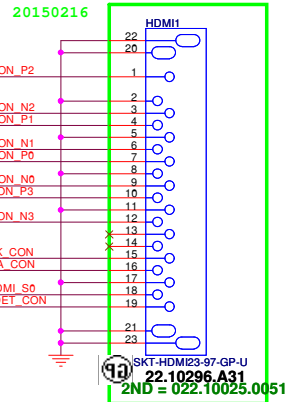 20150216
HDMI1
22
20
ON_P2
1
2
ON_N2
3
ON_P1
4
5
ON_N1
6
ON_P0
7
8
ON_N0
9
ON_P3
10
11
ON_N3
12
13
14
K_CON
15
A_CON
16
17
DMI_S0
18
DET_CON
19
21
23
SKT-HDMI23-97-GP-U
22.10296.A31
2ND = 022.10025.0051